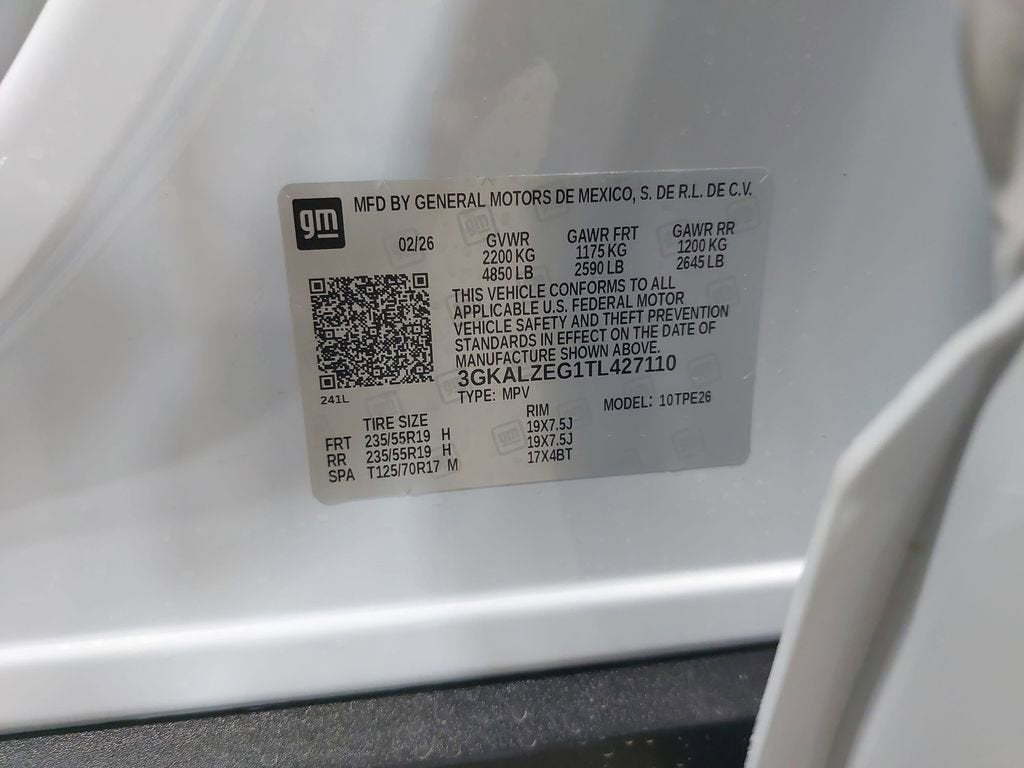 gm
MFD BY GENERAL MOTORS DE MEXICO, S. DE R.L. DE C.V.
02/26 GVWR GAWR FRT GAWR RR
2200 KG 1175 KG 1200 KG
4850 LB 2590 LB 2645 LB
THIS VEHICLE CONFORMS TO ALL
APPLICABLE U.S. FEDERAL MOTOR
VEHICLE SAFETY AND THEFT PREVENTION
STANDARDS IN EFFECT ON THE DATE OF
MANUFACTURE SHOWN ABOVE.
3GKALZEG1TL427110
241L
TYPE: MPV MODEL: 10TPE26
TIRE SIZE RIM
FRT 235/55R19 H 19X7.5J
RR 235/55R19 H 19X7.5J
SPA T125/70R17 M 17X4BT